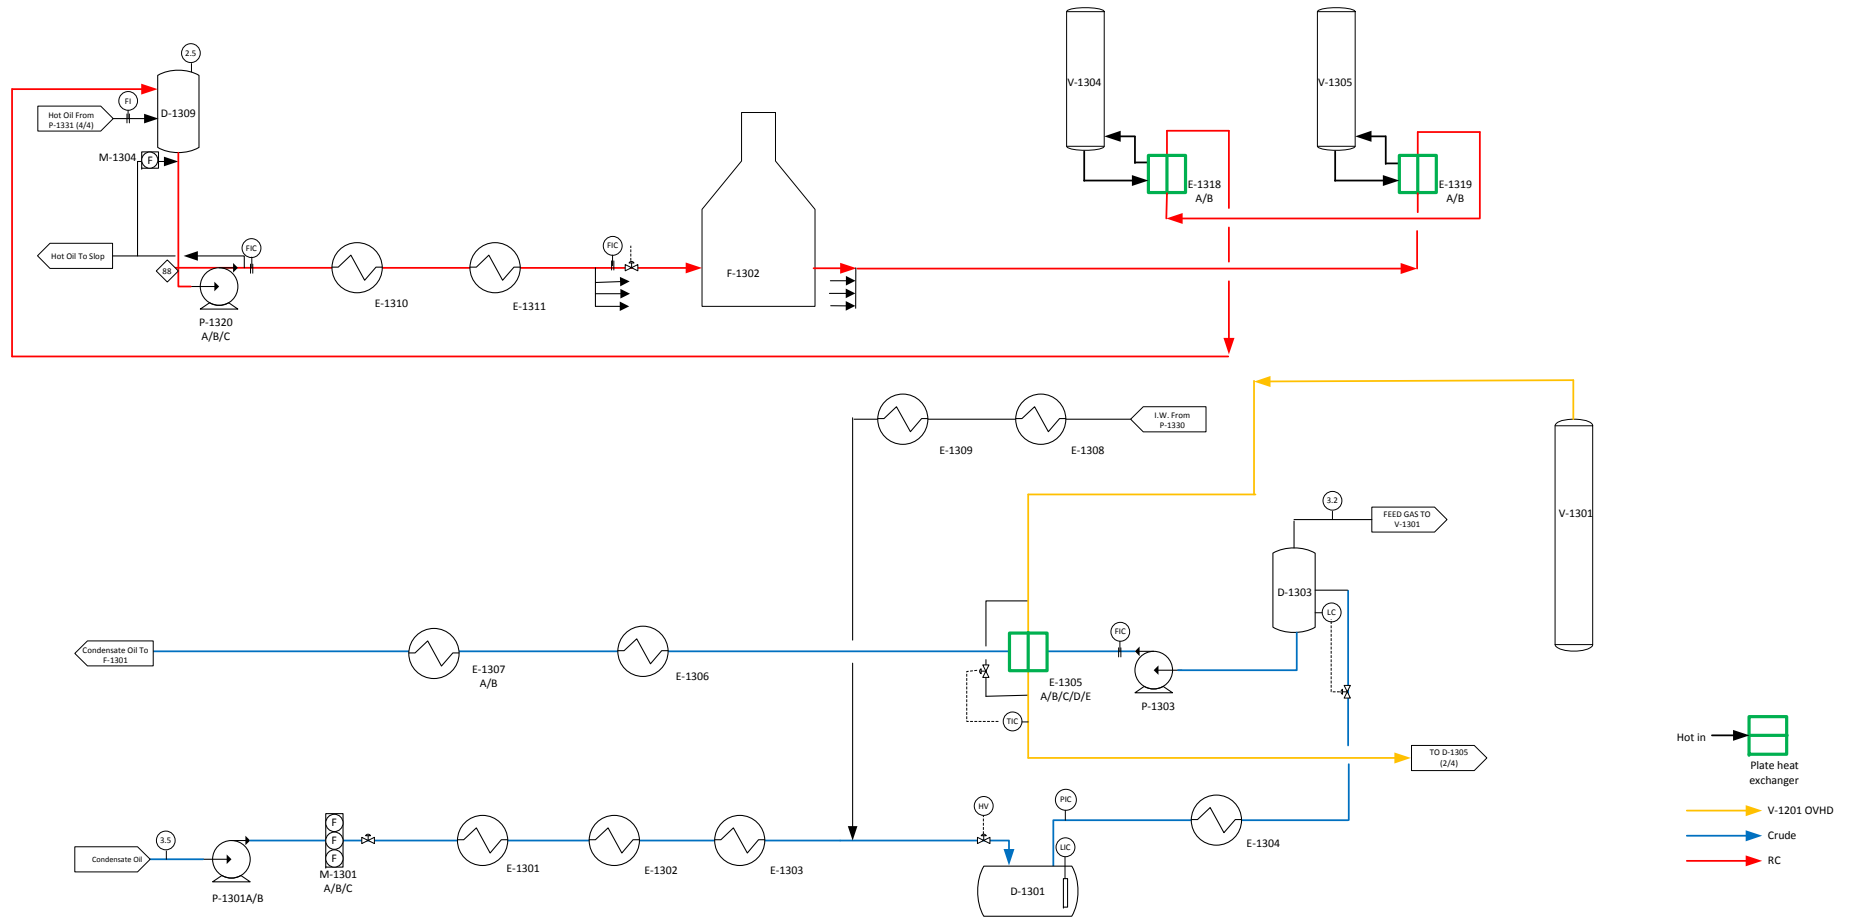 2.5
V-1304
V-1305
FI
Hot Oil From
P-1331 (4/4)
D-1309
M-1304
F
E-1318
A/B
E-1319
A/B
Hot Oil To Slop
88
FIC
FIC
F-1302
E-1310
E-1311
P-1320
A/B/C
I.W. From
P-1330
E-1309
E-1308
3.2
FEED GAS TO
V-1301
V-1301
D-1303
LC
Condensate Oil To
F-1301
FIC
E-1307
A/B
E-1306
E-1305
A/B/C/D/E
P-1303
TIC
TO D-1305
(2/4)
Hot in
Plate heat
exchanger
HV
PIC
V-1201 OVHD
Crude
RC
3.5
Condensate Oil
F
F
F
M-1301
A/B/C
P-1301A/B
E-1301
E-1302
E-1303
LIC
E-1304
D-1301